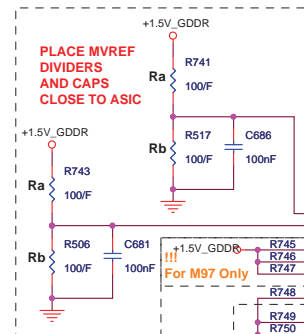 +1.5V_GDDR
PLACE MVREF
DIVIDERS
AND CAPS
CLOSE TO ASIC
Ra
R741
100/F
+1.5V_GDDR
Rb
R517
100/F
C686
100nF
Ra
R743
100/F
Rb
R506
100/F
C681
100nF
+1.5V_GDDR
!!!
For M97 Only
R745
R746
R747
R748
R749
R750